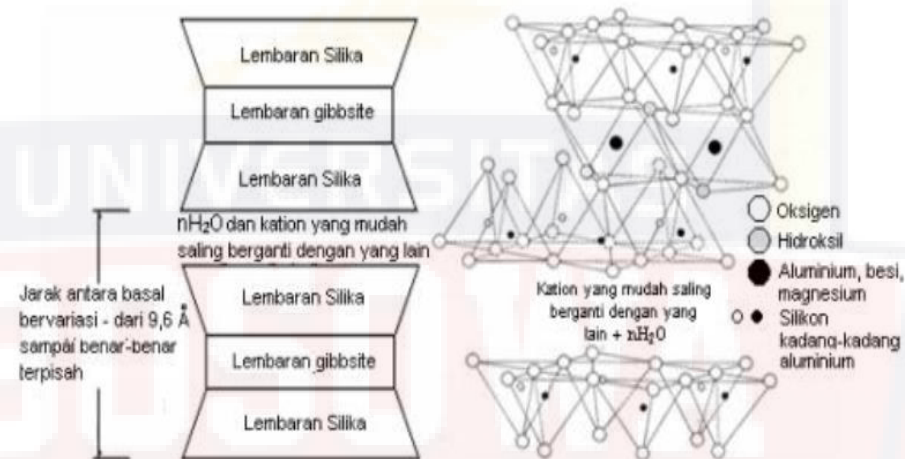 Lembaran Silika
Lembaran gibbsite
Lembaran Silika
nH₂O dan kation yang mudah
saling berganti dengan yang lain
Lembaran Silika
Lembaran gibbsite
Lembaran Silika
Jarak antara basal
bervariasi - dari 9,6 Å
sampai benar-benar
terpisah
Kation yang mudah saling
berganti dengan yang
lain + nH₂O
Oksigen
Hidroksil
Aluminium, besi,
magnesium
Silikon
kadang-kadang
aluminium
UNIVERSITAS
BOSOWA